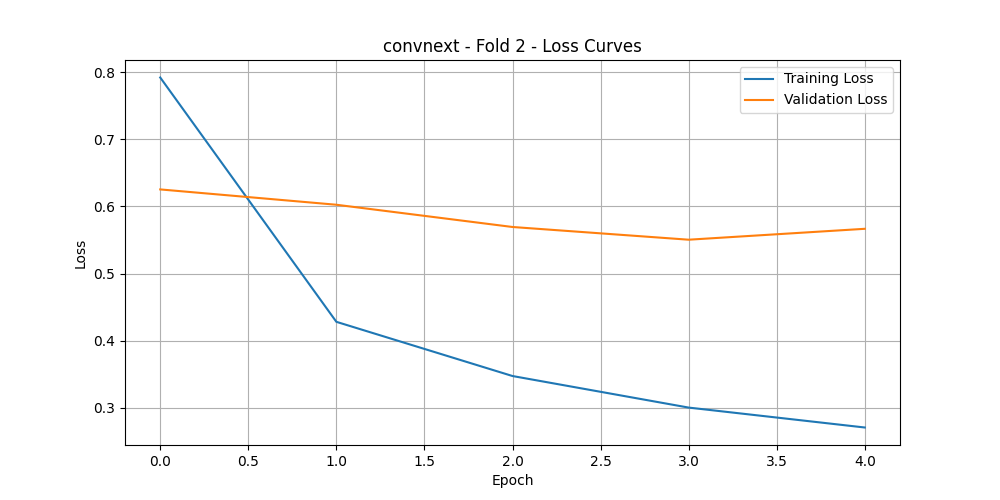 convnext - Fold 2 - Loss Curves
Training Loss
Validation Loss
0.8
0.7
0.6
0.5
0.4
0.3
Loss
0.0 0.5 1.0 1.5 2.0 2.5 3.0 3.5 4.0
Epoch